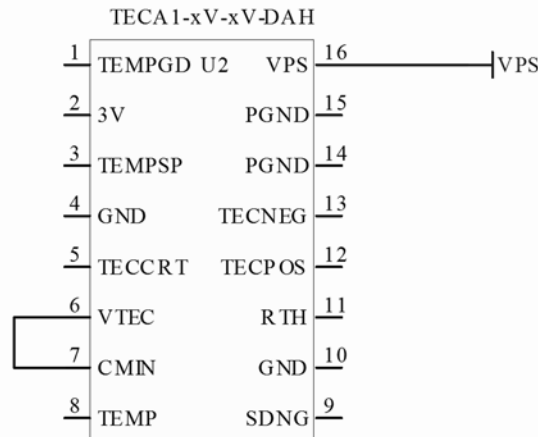 TECA1-xV-xV-DAH
1 TEMPGD U2 VPS 16 VPS
2 3V PGND 15
3 TEMPSP PGND 14
4 GND TECNEG 13
5 TECCRT TECPOS 12
6 VTEC RTH 11
7 CMIN GND 10
8 TEMP SDNG 9